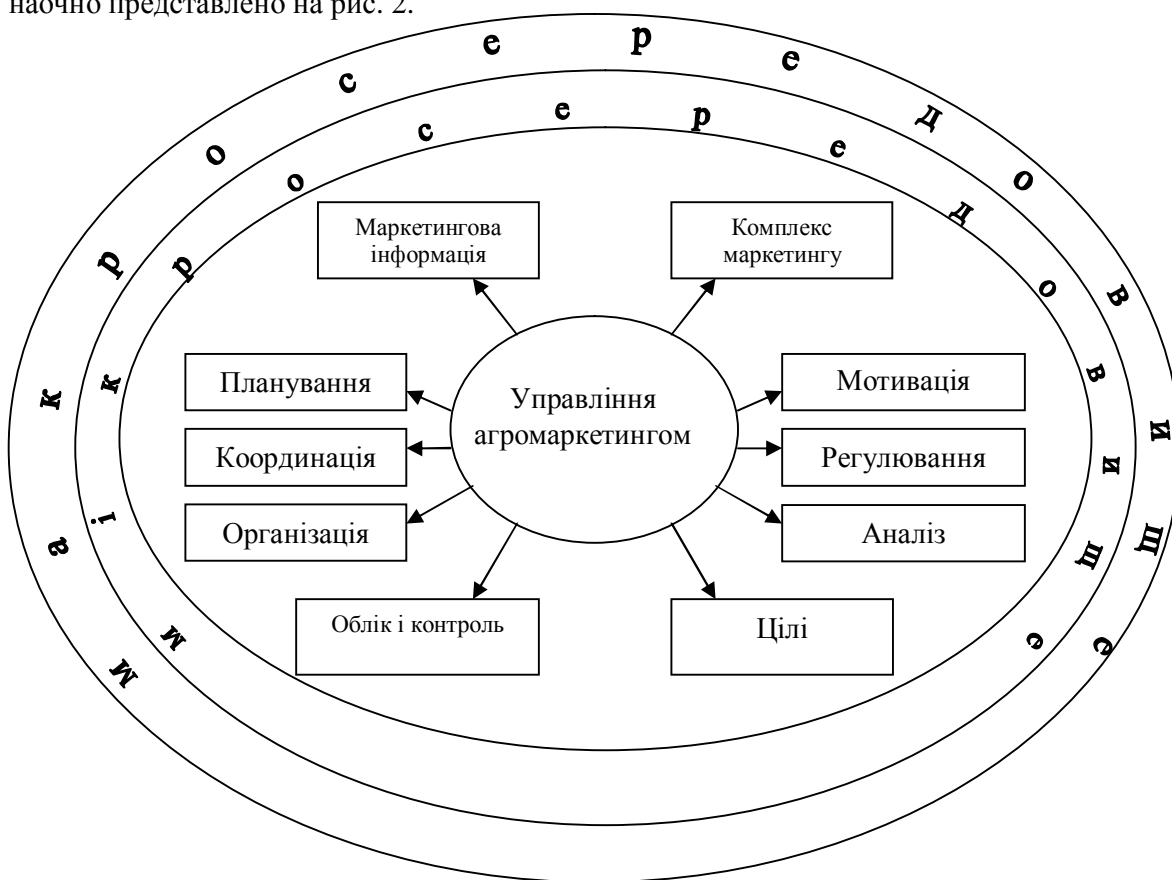 наочно представлено на рис. 2.
Макросередовище
Мікросередовище
Маркетингова
інформація
Комплекс
маркетингу
Планування
Управління
агромаркетингом
Мотивація
Координація
Регулювання
Організація
Аналіз
Облік і контроль
Цілі